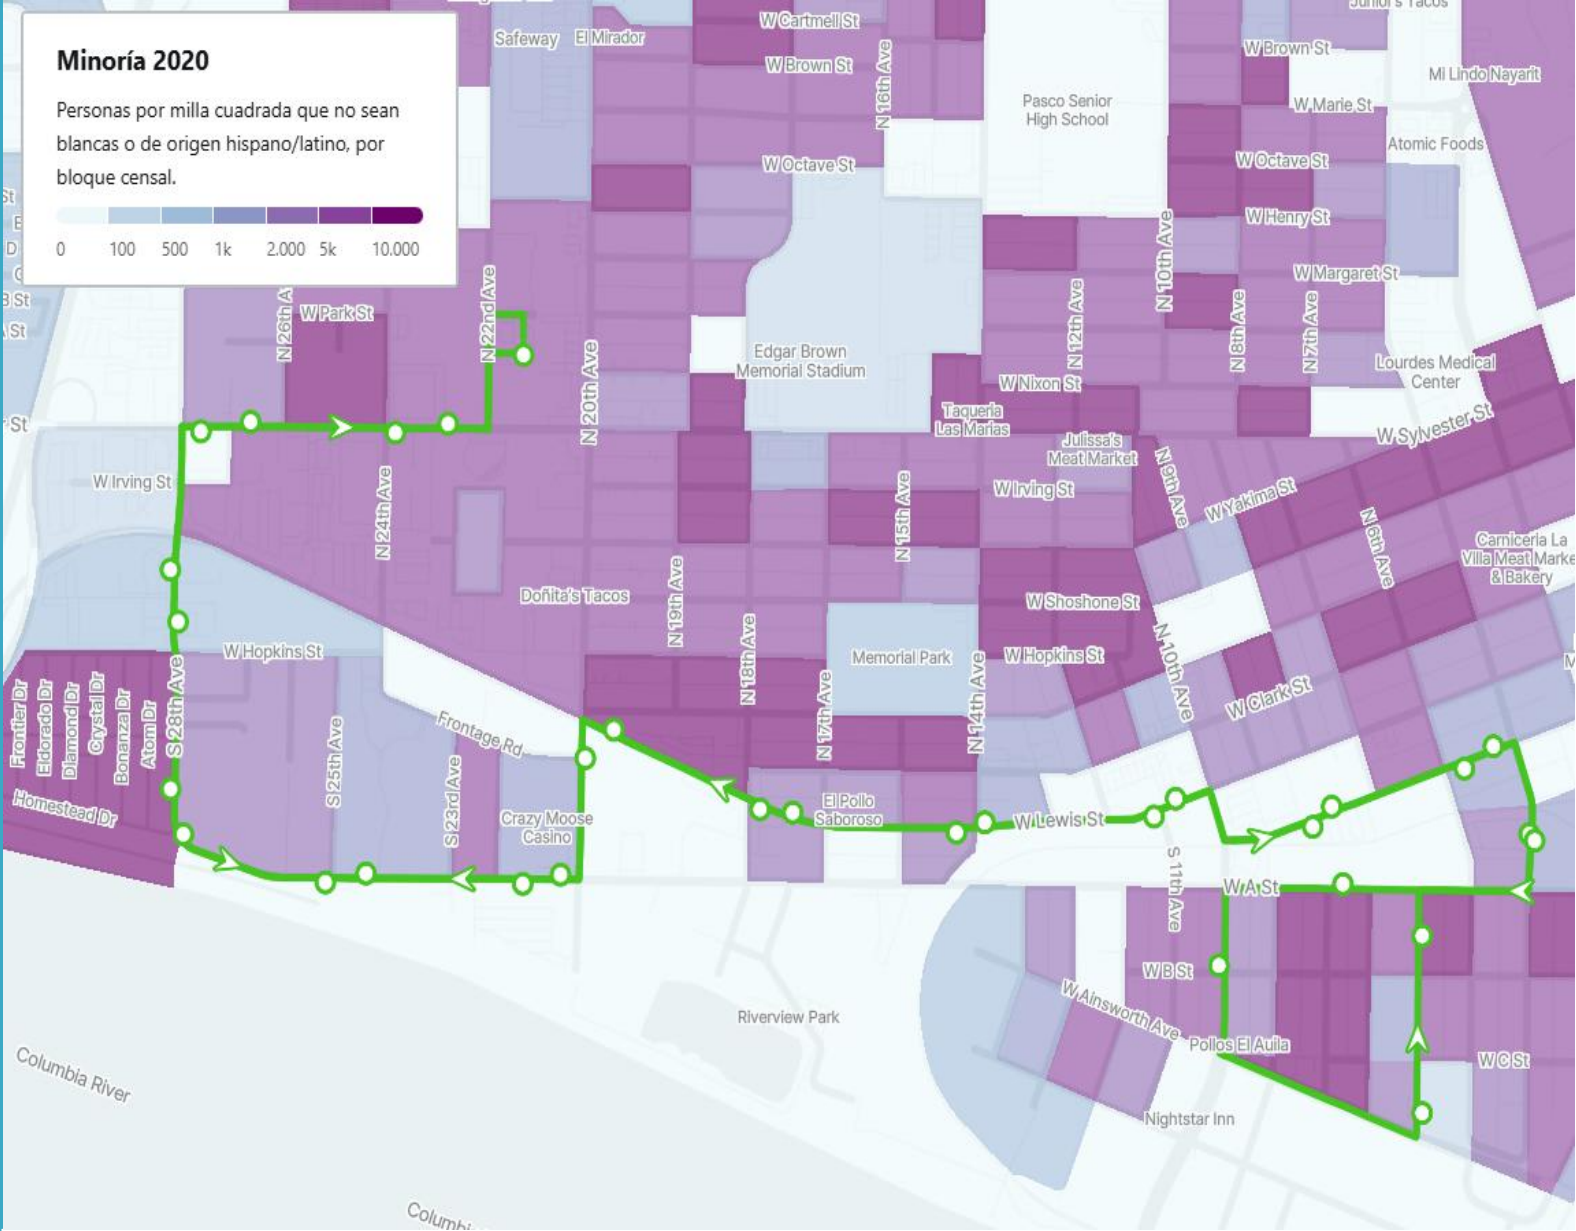 Minoría 2020
Personas por milla cuadrada que no sean
blancas o de origen hispano/latino, por
bloque censal.
0 100 500 1k 2.000 5k 10.000
Safeway
El Mirador
W Cartmell St
W Brown St
N 16th Ave
W Octave St
Pasco Senior
High School
Junior's Tacos
W Brown St
Mi Lindo Nayarit
W Marie St
Atomic Foods
W Octave St
W Henry St
W Margaret St
N 10th Ave
N 12th Ave
N 8th Ave
N 7th Ave
W Park St
N 22nd Ave
N 20th Ave
Edgar Brown
Memorial Stadium
W Nixon St
Lourdes Medical
Center
Taqueria
Las Marias
W Sylvester St
Julissa's
Meat Market
W Irving St
N 24th Ave
N 15th Ave
W Irving St
N 9th Ave
W Yakima St
N 6th Ave
Carniceria La
Villa Meat Marke
& Bakery
Doñita's Tacos
N 19th Ave
W Shoshone St
W Hopkins St
N 18th Ave
Memorial Park
W Hopkins St
N 10th Ave
W Clark St
Frontier Dr
Eldorado Dr
Diamond Dr
Crystal Dr
Bonanza Dr
Atom Dr
S 28th Ave
S 25th Ave
Frontage Rd
N 17th Ave
N 14th Ave
Homestead Dr
S 23rd Ave
Crazy Moose
Casino
El Pollo
Saboroso
W Lewis St
S 11th Ave
W A St
W B St
W Ainsworth Ave
Riverview Park
Pollos El Auila
W C St
Columbia River
Nightstar Inn